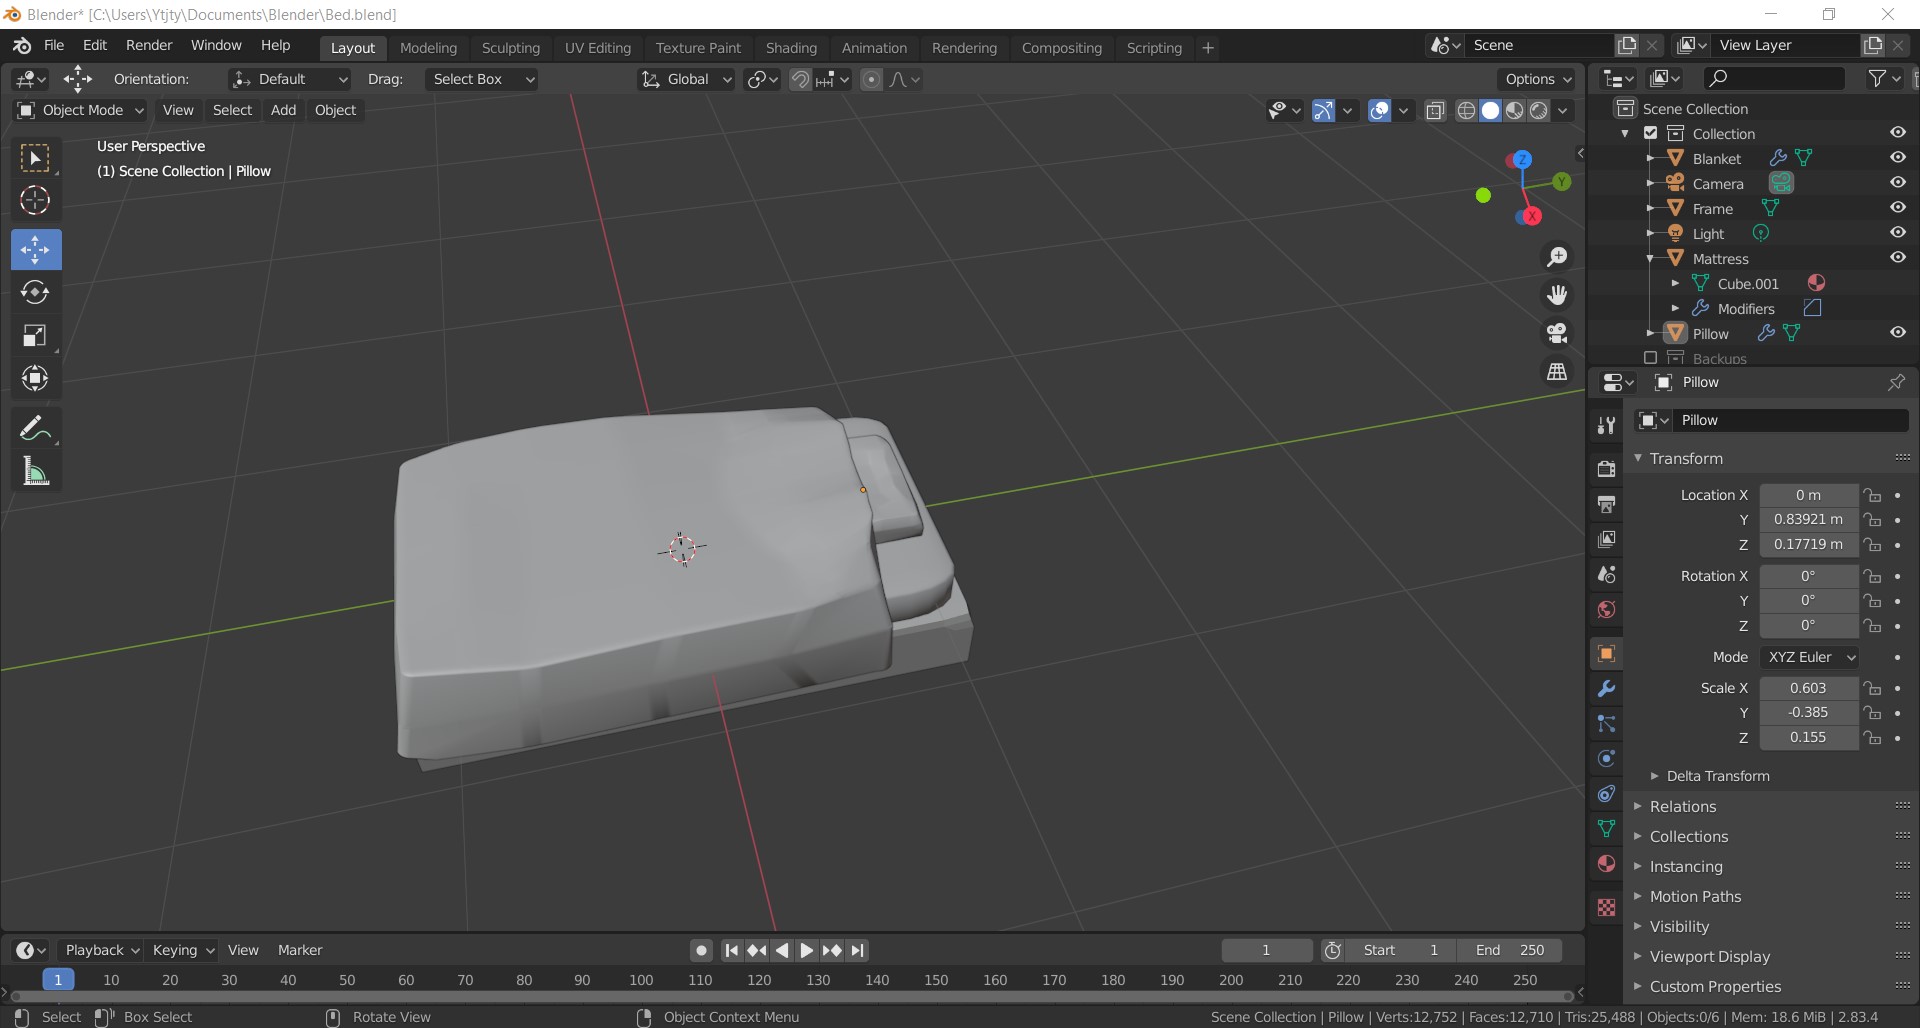 Blender* [C:\Users\Ytjty\Documents\Blender\Bed.blend]
File Edit Render Window Help Layout Modeling Sculpting UV Editing Texture Paint Shading Animation Rendering Compositing Scripting + Scene View Layer
Orientation: Default Drag: Select Box Global Options
Object Mode View Select Add Object
User Perspective
(1) Scene Collection | Pillow
Z
Y
X
Scene Collection
Collection
Blanket
Camera
Frame
Light
Mattress
Cube.001
Modifiers
Pillow
Backups
Pillow
Pillow
Transform
Location X 0 m
Y 0.83921 m
Z 0.17719 m
Rotation X 0°
Y 0°
Z 0°
Mode XYZ Euler
Scale X 0.603
Y -0.385
Z 0.155
Delta Transform
Relations
Collections
Instancing
Motion Paths
Visibility
Viewport Display
Custom Properties
Playback Keying View Marker 1 Start 1 End 250
1 10 20 30 40 50 60 70 80 90 100 110 120 130 140 150 160 170 180 190 200 210 220 230 240 250
Select Box Select Rotate View Object Context Menu Scene Collection | Pillow | Verts:12,752 | Faces:12,710 | Tris:25,488 | Objects:0/6 | Mem: 18.6 MiB | 2.83.4